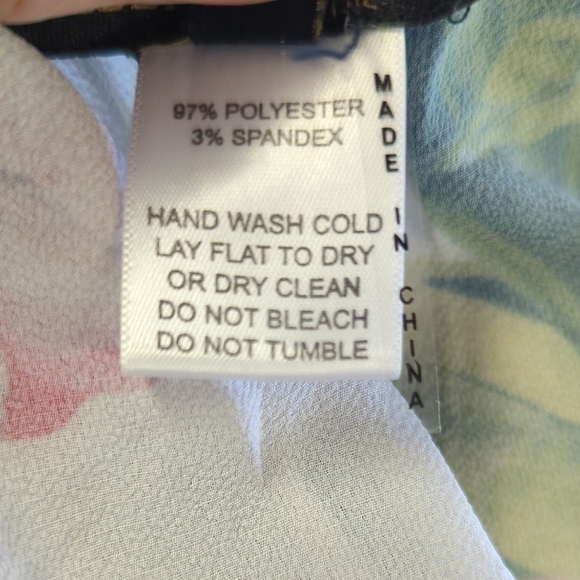 97% POLYESTER
3% SPANDEX
HAND WASH COLD
LAY FLAT TO DRY
OR DRY CLEAN
DO NOT BLEACH
DO NOT TUMBLE
MADE IN CHINA